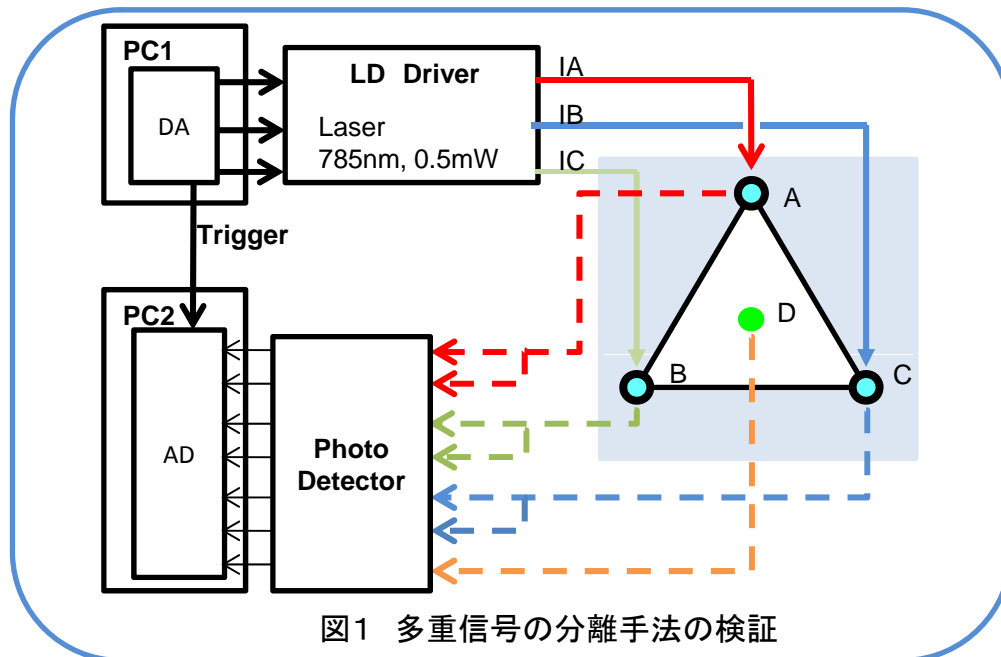 PC1
DA
LD Driver
Laser
785nm, 0.5mW
IA
IB
IC
A
Trigger
PC2
AD
Photo
Detector
D
B
C
図1 多重信号の分離手法の検証